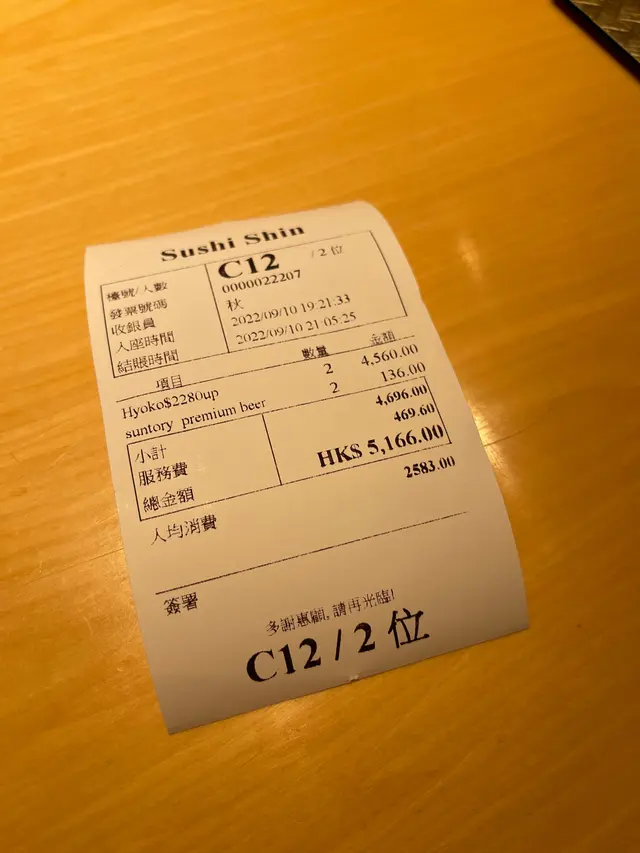 Sushi Shin
檯號/人數 C12 / 2 位
發票號碼 0000022207
收銀員 秋
入座時間 2022/09/10 19:21:33
結賬時間 2022/09/10 21:05:25
項目 數量 金額
Hyoko$2280up 2 4,560.00
suntory premium beer 2 136.00
小計 4,696.00
服務費 469.60
總金額 HK$ 5,166.00
人均消費 2583.00
簽署
多謝惠顧, 請再光臨!
C12 / 2 位